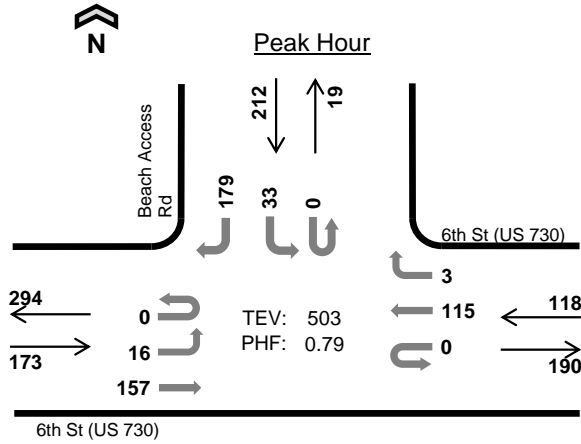 N
Peak Hour
212
19
Beach Access
Rd
179
33
0
6th St (US 730)
3
294
0
TEV: 503
115
118
173
16
PHF: 0.79
0
190
157
6th St (US 730)